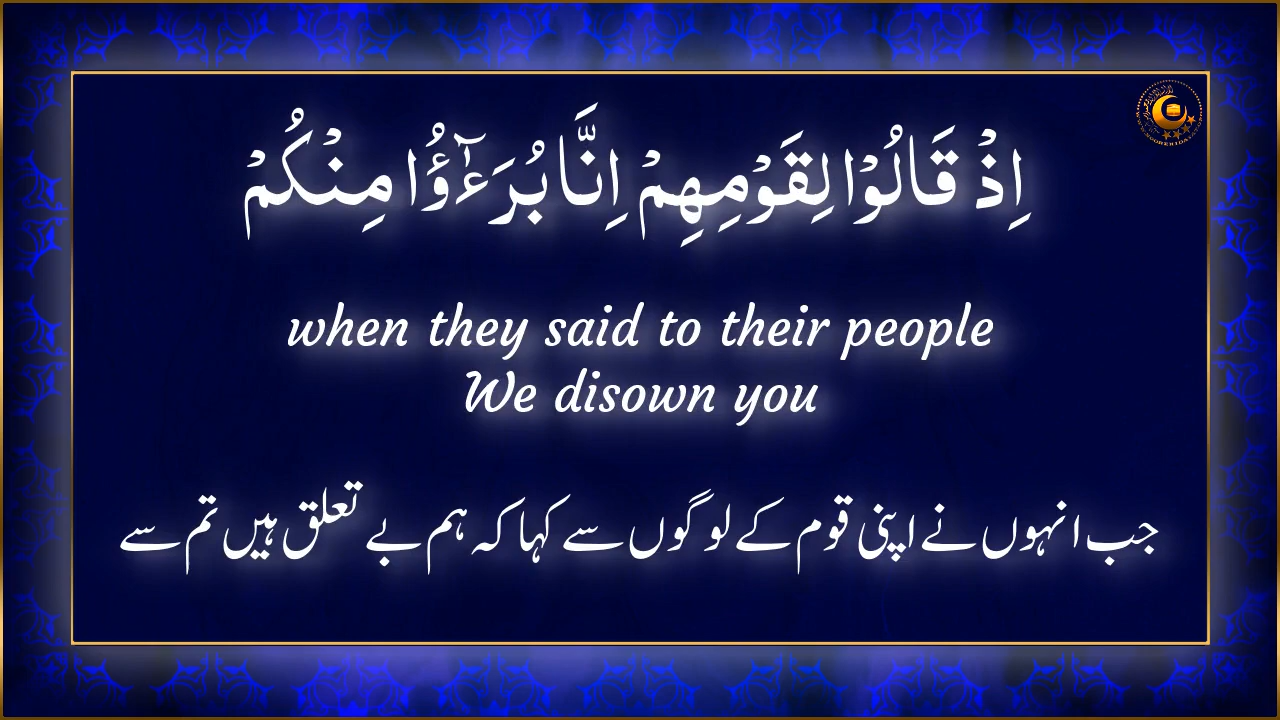 اِذْ قَالُوْا لِقَوْمِهِمْ اِنَّا بُرَءٰٓؤُا مِنْكُمْ
when they said to their people
We disown you
جب انہوں نے اپنی قوم کے لوگوں سے کہا کہ ہم بے تعلق ہیں تم سے